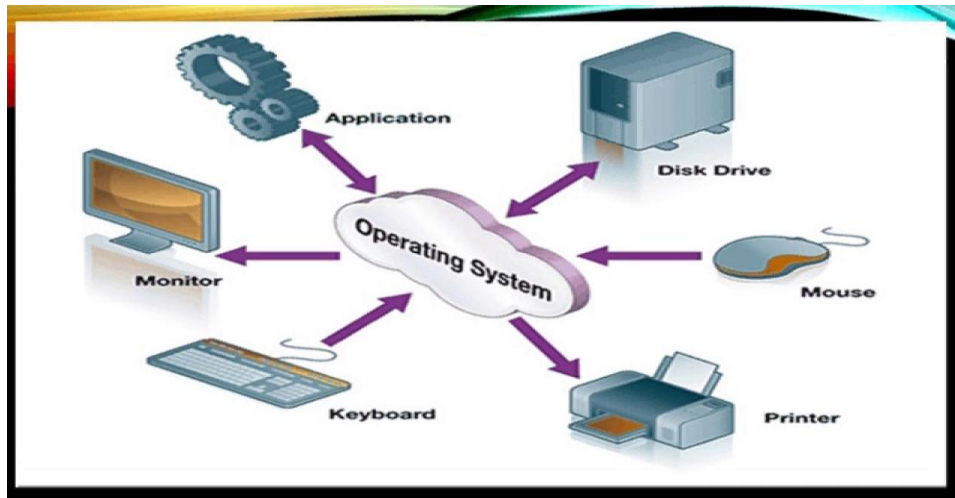 Application
Disk Drive
Operating System
Monitor
Mouse
Keyboard
Printer